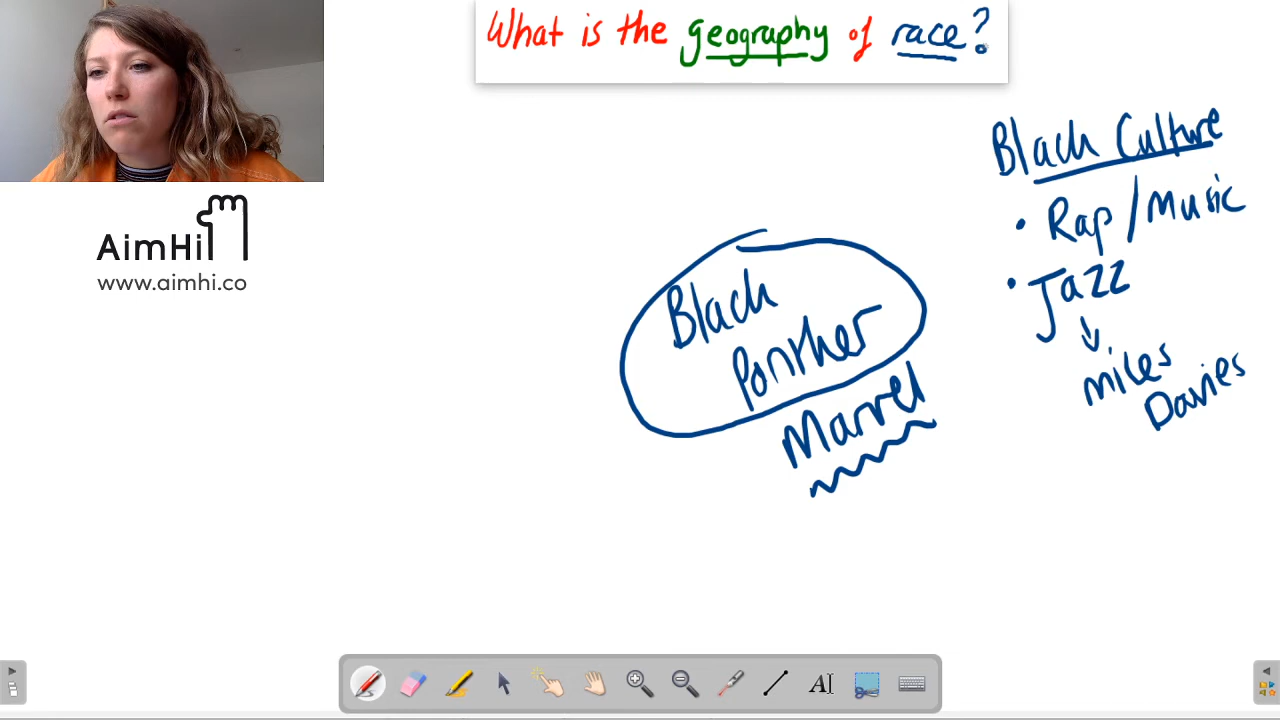 What is the geography of race?
AimHi
www.aimhi.co
Black Culture
• Rap / Music
• Jazz
↓
Miles
Davies
Black
Panther
Marvel
AI